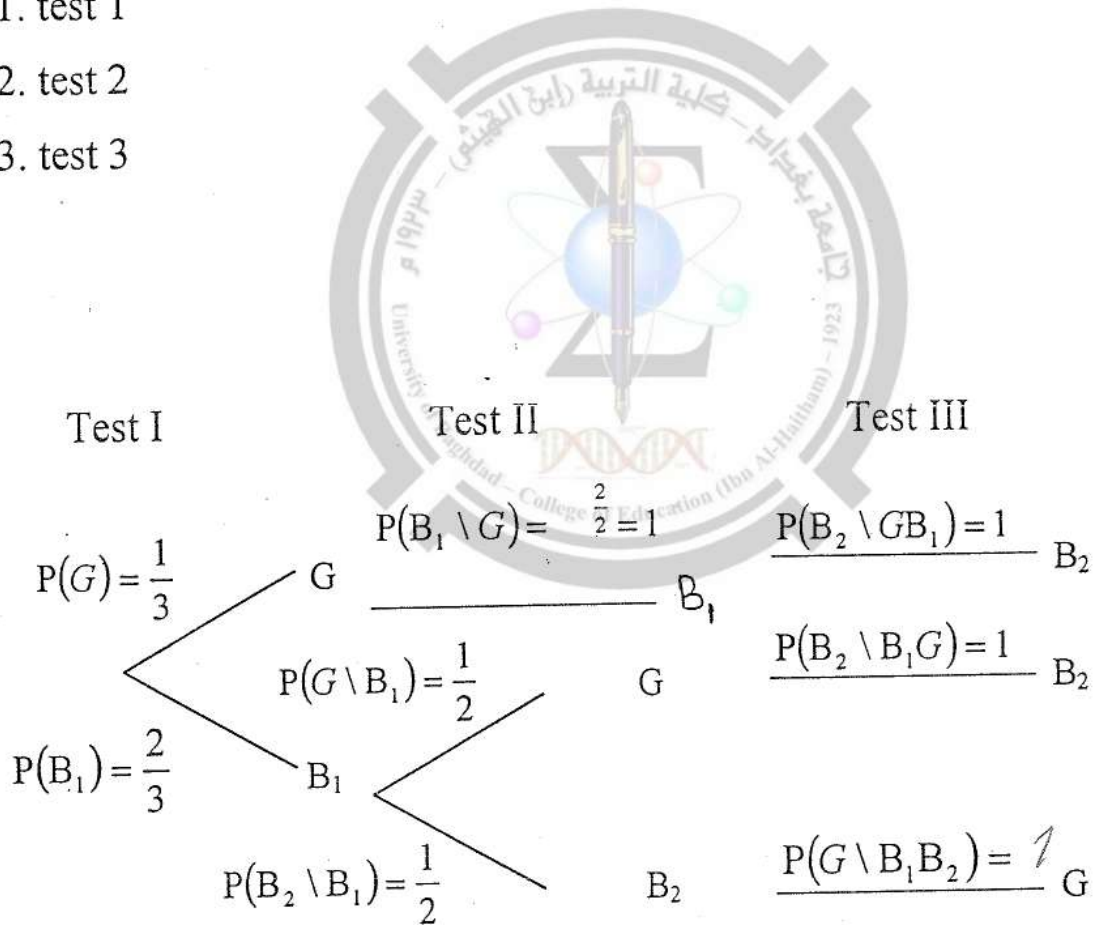 1. test 1
2. test 2
3. test 3
جامعة بغداد – كلية التربية (ابن الهيثم) – ١٩٢٣ م
University of Baghdad – College of Education (Ibn Al-Haitham) – 1923
Test I Test II Test III
P(B₁ \ G) = 2/2 = 1 P(B₂ \ GB₁) = 1 B₂
P(G) = 1/3 G B₁
P(G \ B₁) = 1/2 G P(B₂ \ B₁G) = 1 B₂
P(B₁) = 2/3 B₁
P(B₂ \ B₁) = 1/2 B₂ P(G \ B₁B₂) = 1 G